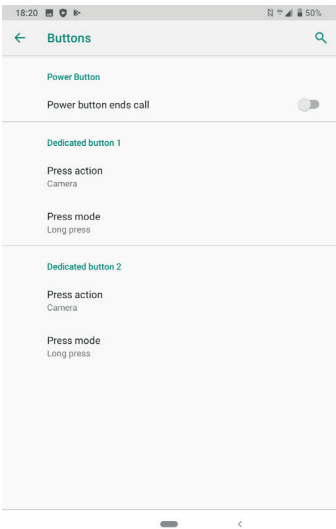 18:20
50%
Buttons
Power Button
Power button ends call
Dedicated button 1
Press action
Camera
Press mode
Long press
Dedicated button 2
Press action
Camera
Press mode
Long press